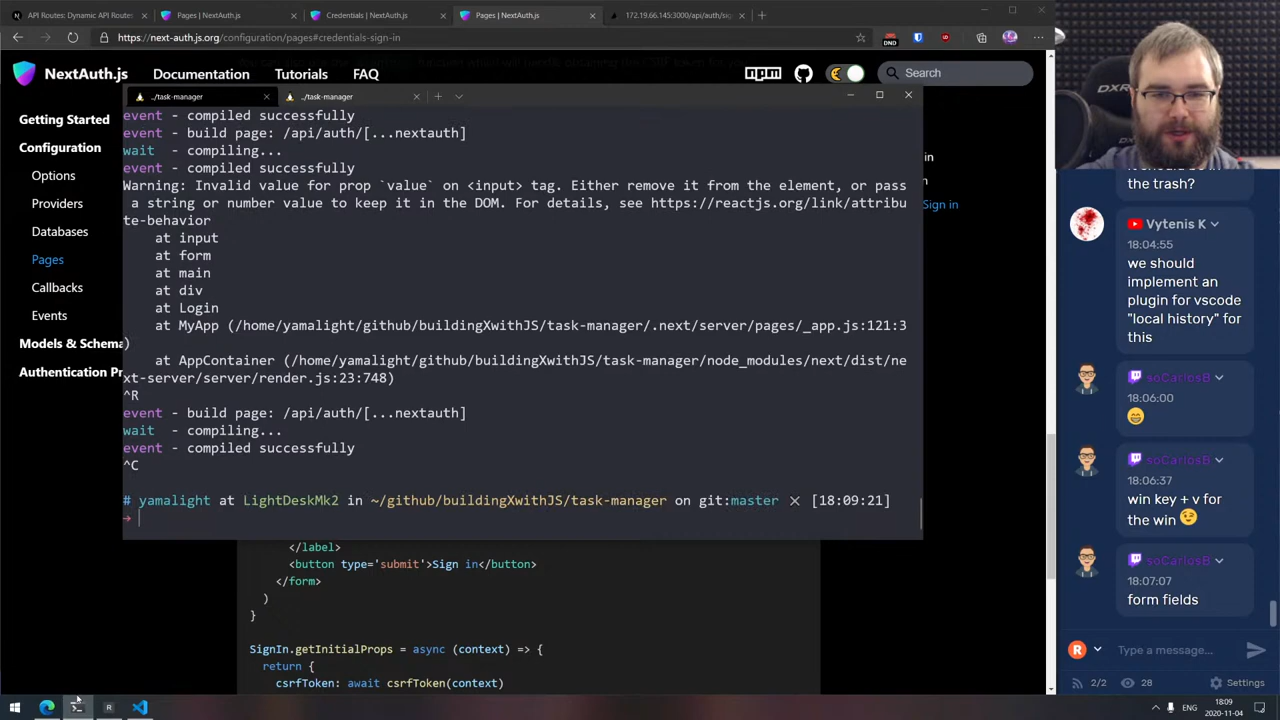 API Routes: Dynamic API Routes
Pages | NextAuth.js
Credentials | NextAuth.js
Pages | NextAuth.js
172.19.66.145:3000/api/auth/sig
https://next-auth.js.org/configuration/pages#credentials-sign-in
DND
NextAuth.js
Documentation
Tutorials
FAQ
npm
Search
Getting Started
Configuration
Options
Providers
Databases
Pages
Callbacks
Events
Models & Schema
Authentication Pr
../task-manager
../task-manager
event - compiled successfully
event - build page: /api/auth/[...nextauth]
wait - compiling...
event - compiled successfully
Warning: Invalid value for prop `value` on <input> tag. Either remove it from the element, or pass
a string or number value to keep it in the DOM. For details, see https://reactjs.org/link/attribu
te-behavior
at input
at form
at main
at div
at Login
at MyApp (/home/yamalight/github/buildingXwithJS/task-manager/.next/server/pages/_app.js:121:3
)
at AppContainer (/home/yamalight/github/buildingXwithJS/task-manager/node_modules/next/dist/ne
xt-server/server/render.js:23:748)
^R
event - build page: /api/auth/[...nextauth]
wait - compiling...
event - compiled successfully
^C
# yamalight at LightDeskMk2 in ~/github/buildingXwithJS/task-manager on git:master ✕ [18:09:21]
→
in
n
Sign in
</label>
<button type='submit'>Sign in</button>
</form>
)
}
SignIn.getInitialProps = async (context) => {
return {
csrfToken: await csrfToken(context)
DXR
the trash?
Vytenis K
18:04:55
we should
implement an
plugin for vscode
"local history" for
this
soCarlosB
18:06:00
soCarlosB
18:06:37
win key + v for
the win
soCarlosB
18:07:07
form fields
R
Type a message...
2/2
28
Settings
ENG
18:09
2020-11-04